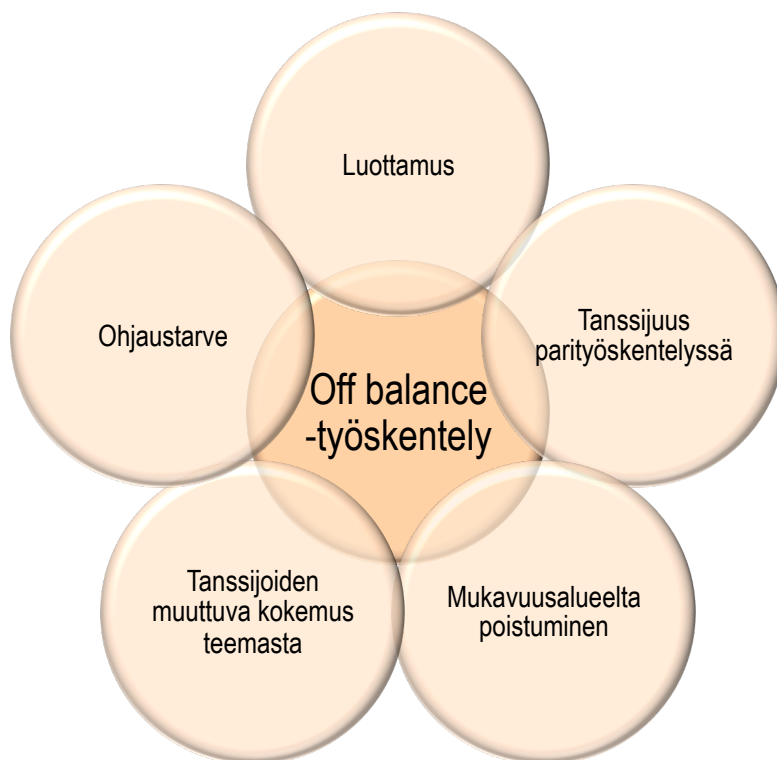 Luottamus
Ohjaustarve
Tanssijuus
parityöskentelyssä
Off balance
-työskentely
Tanssijoiden
muuttuva kokemus
teemasta
Mukavuusalueelta
poistuminen